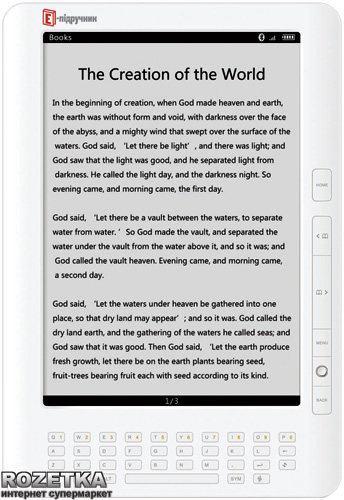 E-підручник
Books
The Creation of the World
In the beginning of creation, when God made heaven and earth,
the earth was without form and void, with darkness over the face
of the abyss, and a mighty wind that swept over the surface of the
waters. God said, 'Let there be light', and there was light; and
God saw that the light was good, and he separated light from
darkness. He called the light day, and the darkness night. So
evening came, and morning came, the first day.
God said, 'Let there be a vault between the waters, to separate
water from water.' So God made the vault, and separated the
water under the vault from the water above it, and so it was; and
God called the vault heaven. Evening came, and morning came,
a second day.
God said, 'Let the waters under heaven be gathered into one
place, so that dry land may appear'; and so it was. God called the
dry land earth, and the gathering of the waters he called seas; and
God saw that it was good. Then God said, 'Let the earth produce
fresh growth, let there be on the earth plants bearing seed,
fruit-trees bearing fruit each with seed according to its kind.
1/3
HOME
MENU
BACK
Q 1 W 2 E 3 R 4 T 5 Y 6 U 7 I 8 O 9 P 0
A S D F G H J K L
Z X C V B N M
ALT SYM
ROZETKA
интернет супермаркет